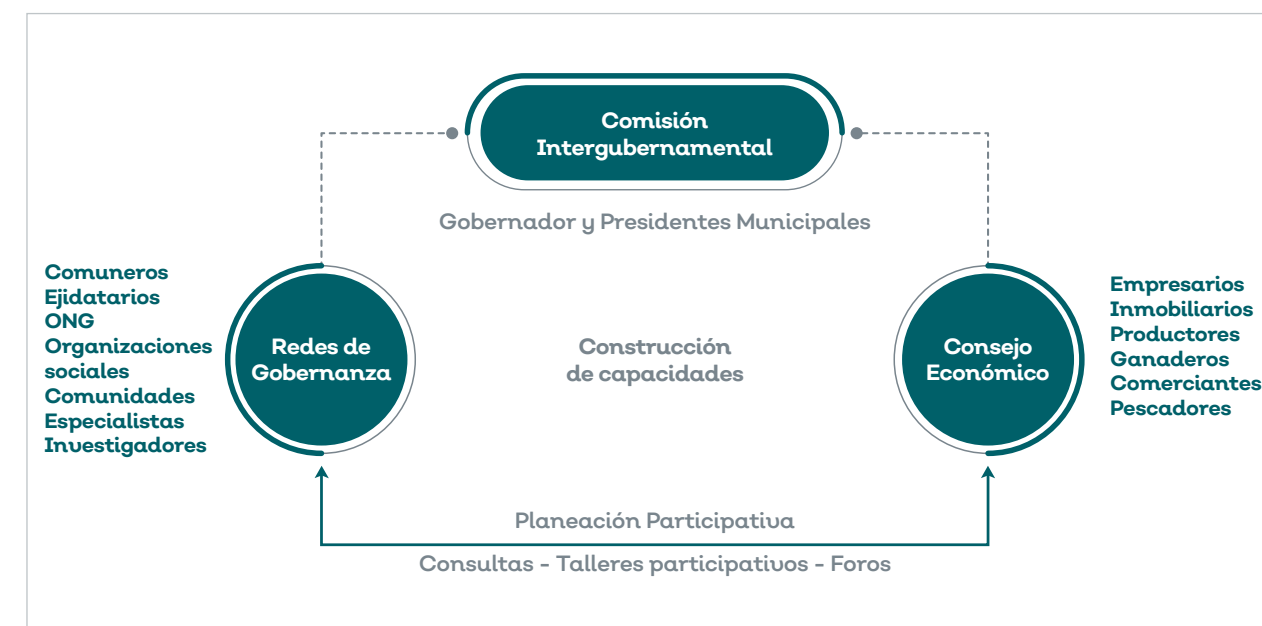 Comisión
Intergubernamental
Gobernador y Presidentes Municipales
Comuneros
Ejidatarios
ONG
Organizaciones
sociales
Comunidades
Especialistas
Investigadores
Redes de
Gobernanza
Construcción
de capacidades
Consejo
Económico
Empresarios
Inmobiliarios
Productores
Ganaderos
Comerciantes
Pescadores
Planeación Participativa
Consultas - Talleres participativos - Foros